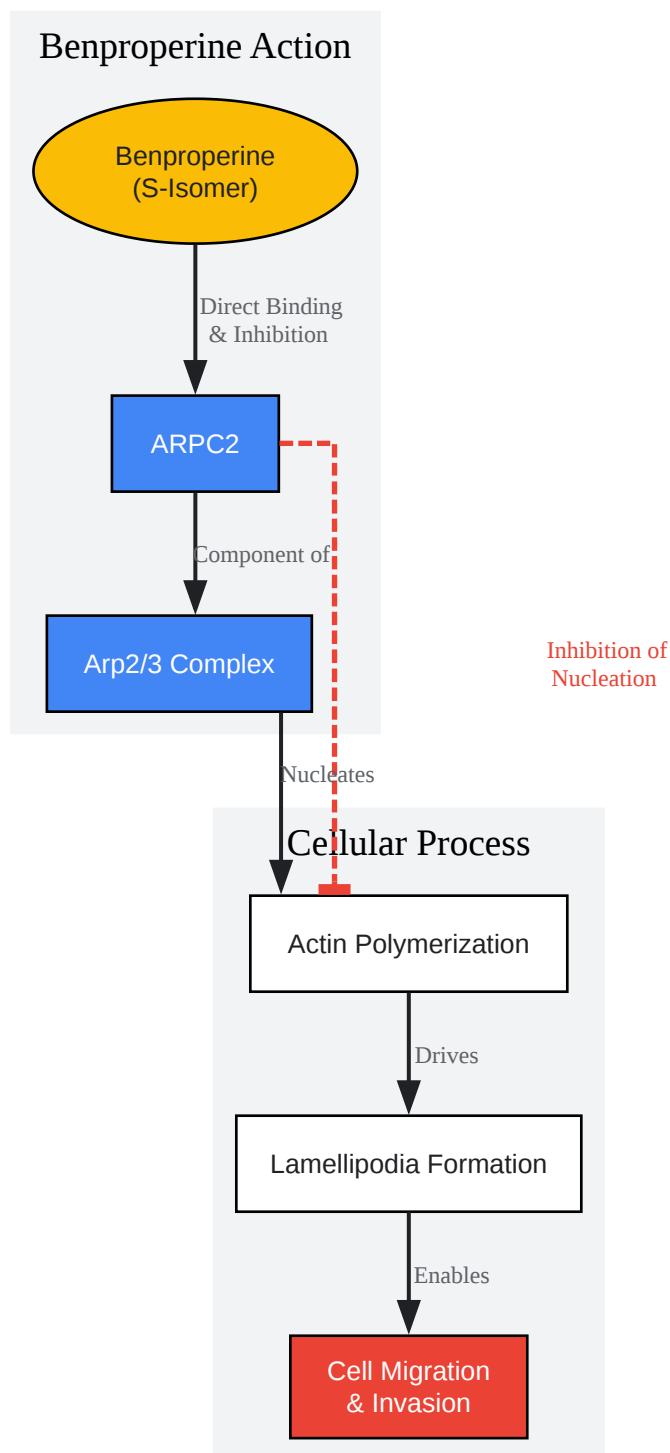 Benproperine Action
Benproperine
(S-Isomer)
Direct Binding
& Inhibition
ARPC2
Component of
Arp2/3 Complex
Inhibition of
Nucleation
Nucleates
Cellular Process
Actin Polymerization
Drives
Lamellipodia Formation
Enables
Cell Migration
& Invasion